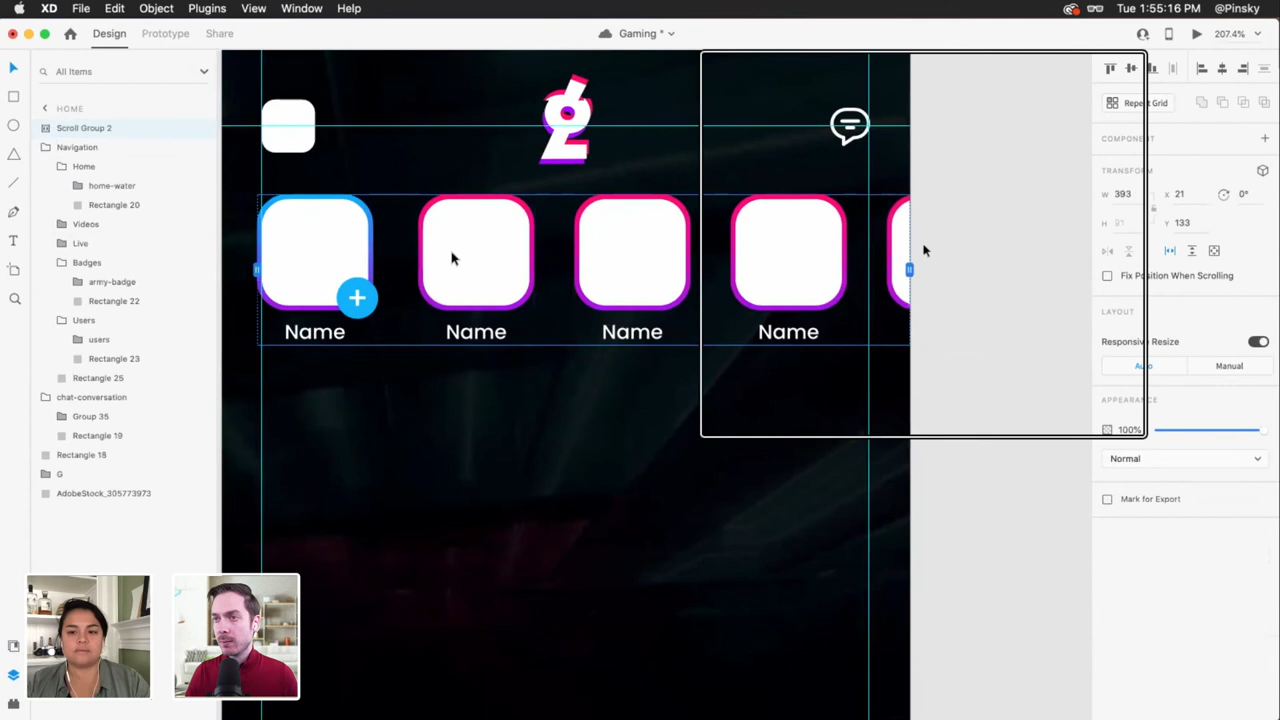 XD File Edit Object Plugins View Window Help Tue 1:55:16 PM @Pinsky
Design Prototype Share Gaming * 207.4%
All Items
HOME
Scroll Group 2
Navigation
Home
home-water
Rectangle 20
Videos
Live
Badges
army-badge
Rectangle 22
Users
users
Rectangle 23
Rectangle 25
chat-conversation
Group 35
Rectangle 19
Rectangle 18
G
AdobeStock_305773973
Name Name Name Name
Repeat Grid
COMPONENT
TRANSFORM
W 393 X 21 0°
H 91 Y 133
Fix Position When Scrolling
LAYOUT
Responsive Resize
Auto Manual
APPEARANCE
100%
Normal
Mark for Export